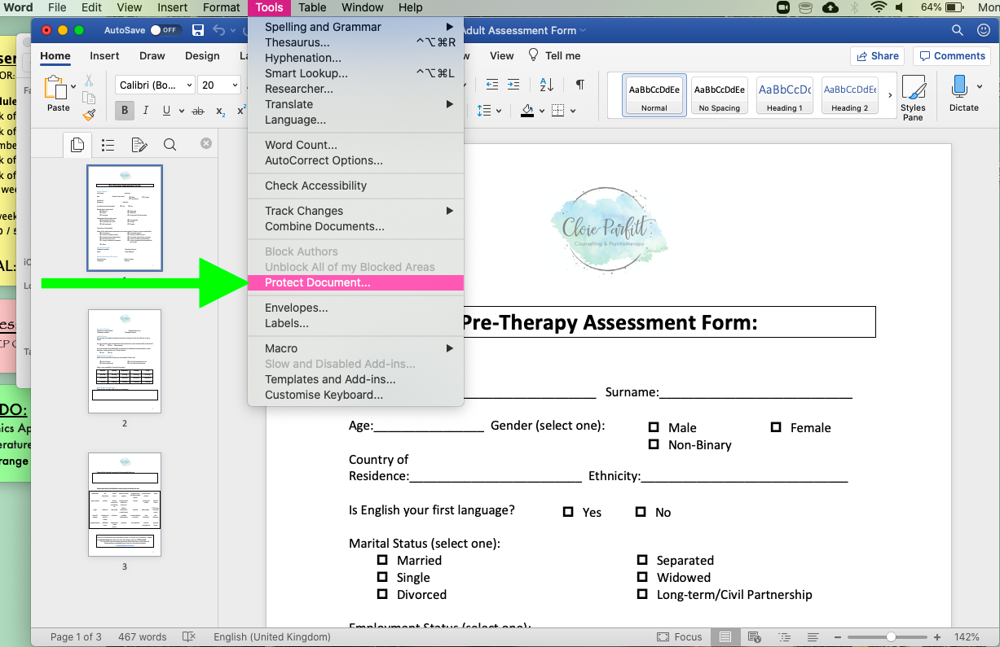 Word File Edit View Insert Format Tools Table Window Help 64% Mon
AutoSave OFF
Adult Assessment Form
Home Insert Draw Design
View Tell me
Share Comments
Paste
Calibri (Bo... 20
B I U ab x₂ x²
AaBbCcDdEe AaBbCcDdEe AaBbCcDc AaBbCcDdEe
Normal No Spacing Heading 1 Heading 2
Styles Pane
Dictate
Spelling and Grammar
Thesaurus... ^⌥⌘R
Hyphenation...
Smart Lookup... ^⌥⌘L
Researcher...
Translate
Language...
Word Count...
AutoCorrect Options...
Check Accessibility
Track Changes
Combine Documents...
Block Authors
Unblock All of my Blocked Areas
Protect Document...
Envelopes...
Labels...
Macro
Slow and Disabled Add-ins...
Templates and Add-ins...
Customise Keyboard...
2
3
Cloie Parfitt
Counselling & Psychotherapy
Pre-Therapy Assessment Form:
Surname:
Age: Gender (select one): Male Female
Non-Binary
Country of
Residence: Ethnicity:
Is English your first language? Yes No
Marital Status (select one):
Married Separated
Single Widowed
Divorced Long-term/Civil Partnership
Employment Status (select one):
Page 1 of 3 467 words English (United Kingdom) Focus 142%